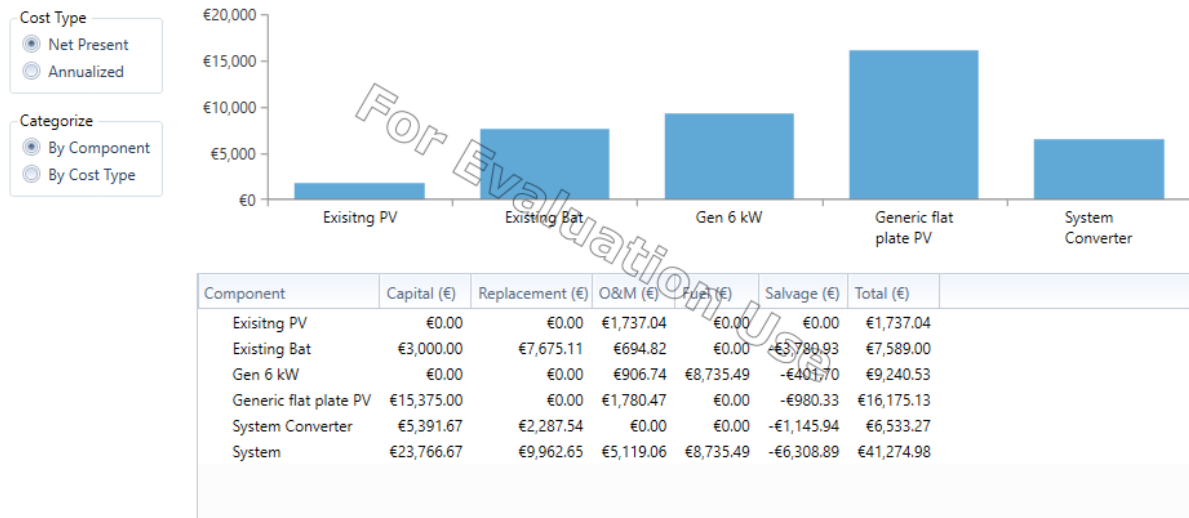 Cost Type
Net Present
Annualized
Categorize
By Component
By Cost Type
€20,000
€15,000
€10,000
€5,000
€0
Exisitng PV
Existing Bat
Gen 6 kW
Generic flat plate PV
System Converter
For Evaluation Use
Component Capital (€) Replacement (€) O&M (€) Fuel (€) Salvage (€) Total (€)
Exisitng PV €0.00 €0.00 €1,737.04 €0.00 €0.00 €1,737.04
Existing Bat €3,000.00 €7,675.11 €694.82 €0.00 -€3,780.93 €7,589.00
Gen 6 kW €0.00 €0.00 €906.74 €8,735.49 -€401.70 €9,240.53
Generic flat plate PV €15,375.00 €0.00 €1,780.47 €0.00 -€980.33 €16,175.13
System Converter €5,391.67 €2,287.54 €0.00 €0.00 -€1,145.94 €6,533.27
System €23,766.67 €9,962.65 €5,119.06 €8,735.49 -€6,308.89 €41,274.98